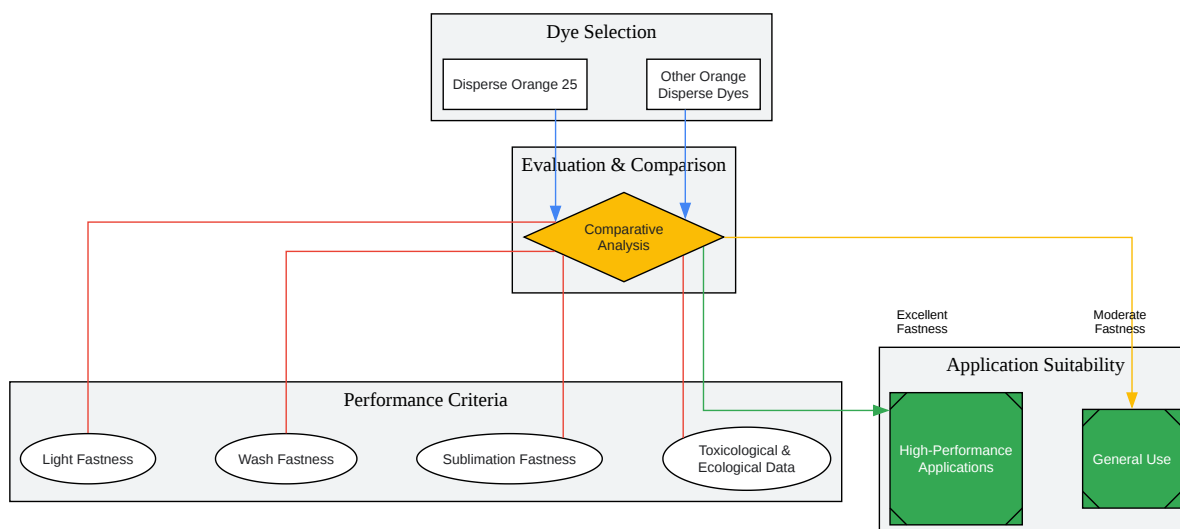 Dye Selection
Disperse Orange 25
Other Orange
Disperse Dyes
Evaluation & Comparison
Comparative
Analysis
Excellent
Fastness
Moderate
Fastness
Application Suitability
Performance Criteria
Light Fastness
Wash Fastness
Sublimation Fastness
Toxicological &
Ecological Data
High-Performance
Applications
General Use